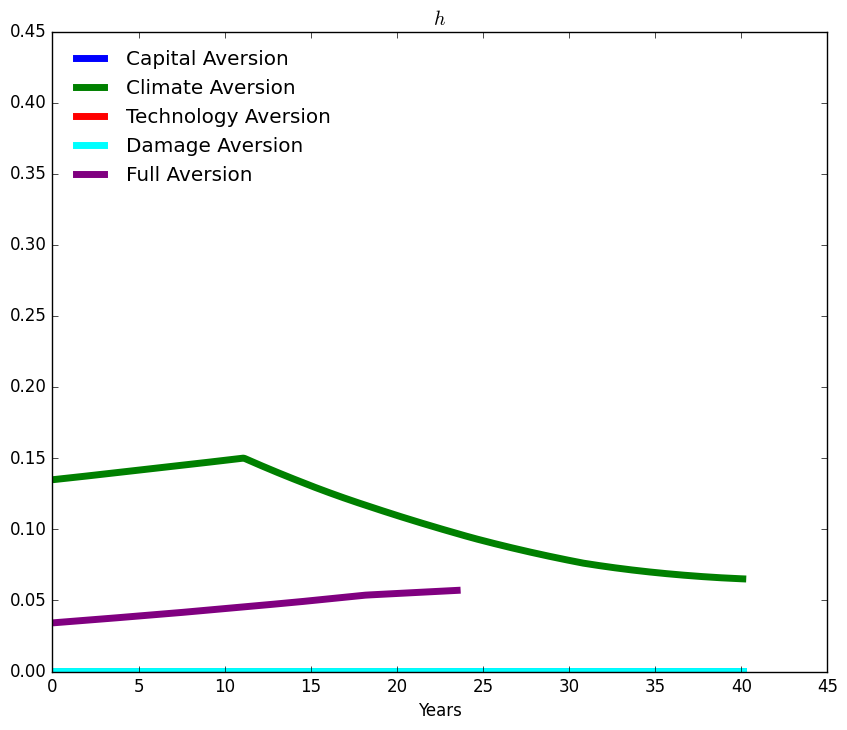 h
0.45
Capital Aversion
Climate Aversion
0.40
Technology Aversion
Damage Aversion
0.35
Full Aversion
0.30
0.25
0.20
0.15
0.10
0.05
0.00
0 5 10 15 20 25 30 35 40 45
Years